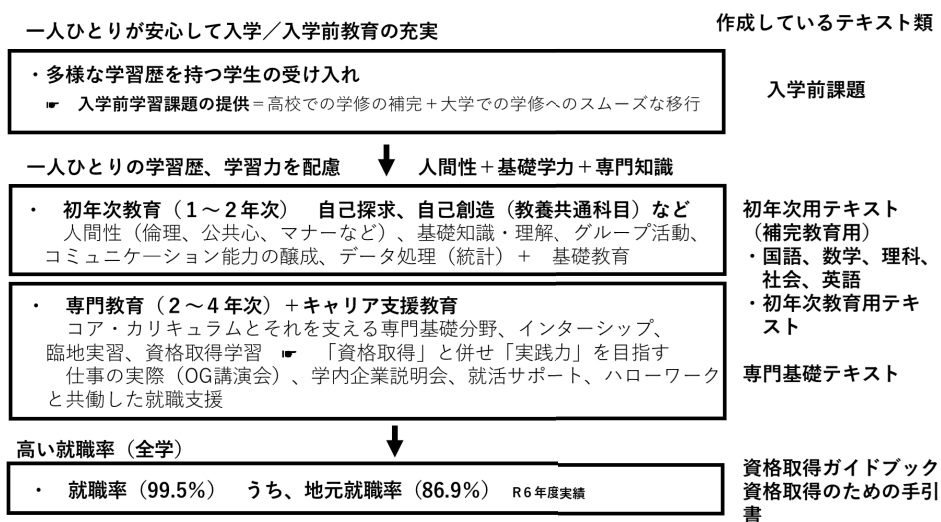 一人ひとりが安心して入学／入学前教育の充実
作成しているテキスト類
・多様な学習歴を持つ学生の受け入れ
☛ 入学前学習課題の提供＝高校での学修の補完＋大学での学修へのスムーズな移行
入学前課題
一人ひとりの学習歴、学習力を配慮
人間性＋基礎学力＋専門知識
・ 初年次教育（１～２年次） 自己探求、自己創造（教養共通科目）など
人間性（倫理、公共心、マナーなど）、基礎知識・理解、グループ活動、
コミュニケーション能力の醸成、データ処理（統計）＋ 基礎教育
初年次用テキスト
（補完教育用）
・国語、数学、理科、
社会、英語
・初年次教育用テキ
スト
・ 専門教育（２～４年次）＋キャリア支援教育
コア・カリキュラムとそれを支える専門基礎分野、インターシップ、
臨地実習、資格取得学習 ☛ 「資格取得」と併せ「実践力」を目指す
仕事の実際（OG講演会）、学内企業説明会、就活サポート、ハローワーク
と共働した就職支援
専門基礎テキスト
高い就職率（全学）
・ 就職率（99.5%） うち、地元就職率（86.9%） R６年度実績
資格取得ガイドブック
資格取得のための手引
書